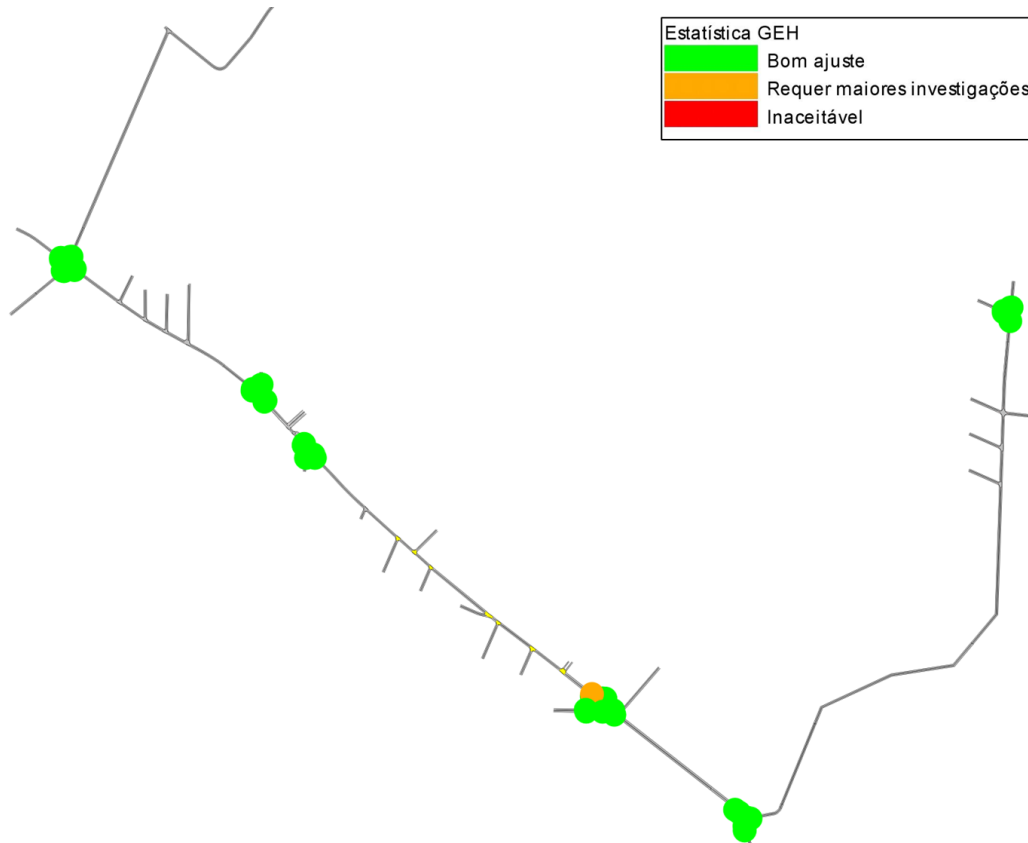 Estatística GEH
Bom ajuste
Requer maiores investigações
Inaceitável